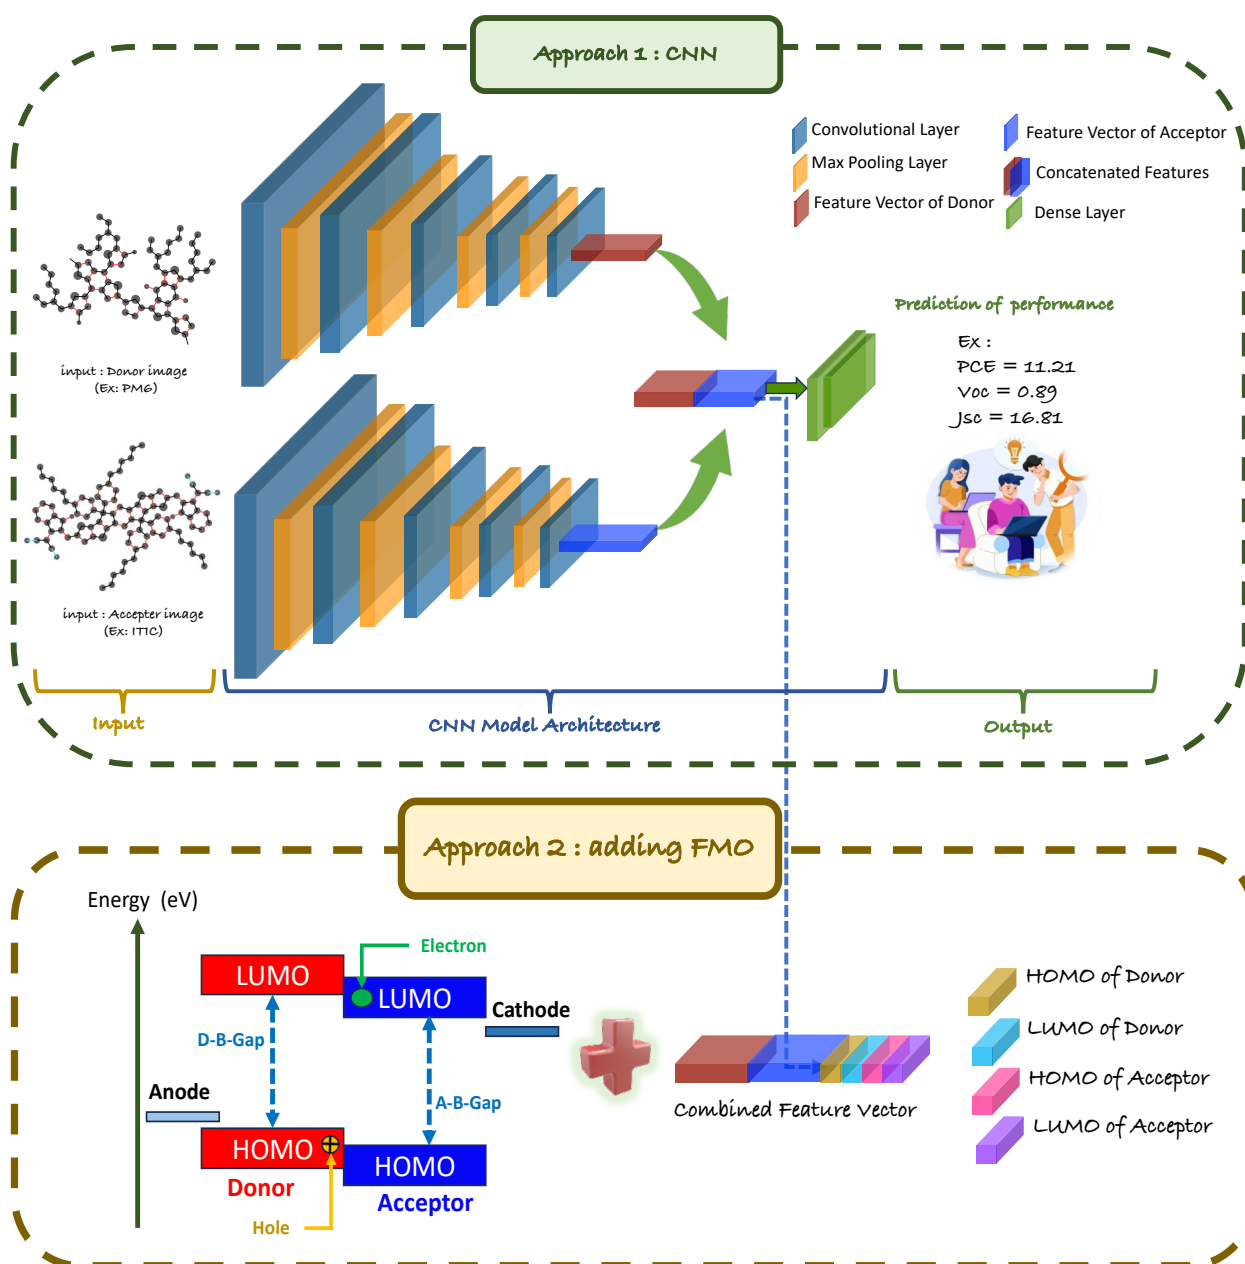 Approach 1 : CNN
Convolutional Layer
Max Pooling Layer
Feature Vector of Donor
Feature Vector of Acceptor
Concatenated Features
Dense Layer
input : Donor image
(Ex: PM6)
input : Accepter image
(Ex: ITIC)
Prediction of performance
Ex :
PCE = 11.21
Voc = 0.89
Jsc = 16.81
Input
CNN Model Architecture
Output
Approach 2 : adding FMO
Energy (eV)
Electron
LUMO
LUMO
Cathode
D-B-Gap
A-B-Gap
Anode
HOMO
HOMO
Donor
Acceptor
Hole
Combined Feature Vector
HOMO of Donor
LUMO of Donor
HOMO of Acceptor
LUMO of Acceptor